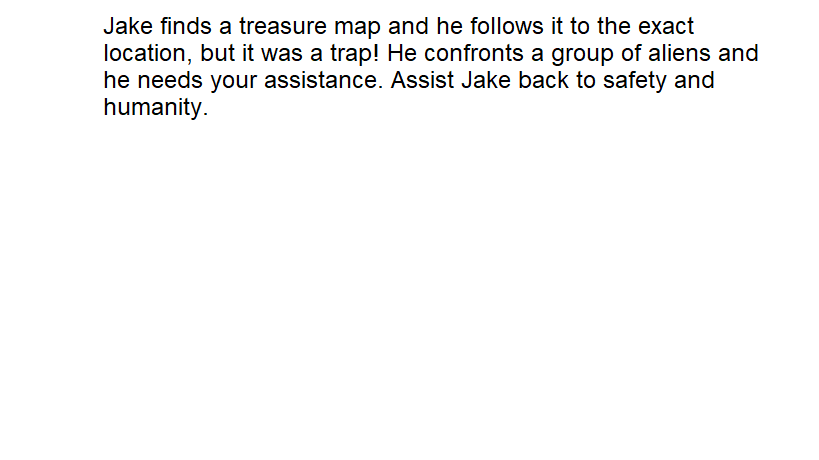 Jake finds a treasure map and he follows it to the exact
location, but it was a trap! He confronts a group of aliens and
he needs your assistance. Assist Jake back to safety and
humanity.